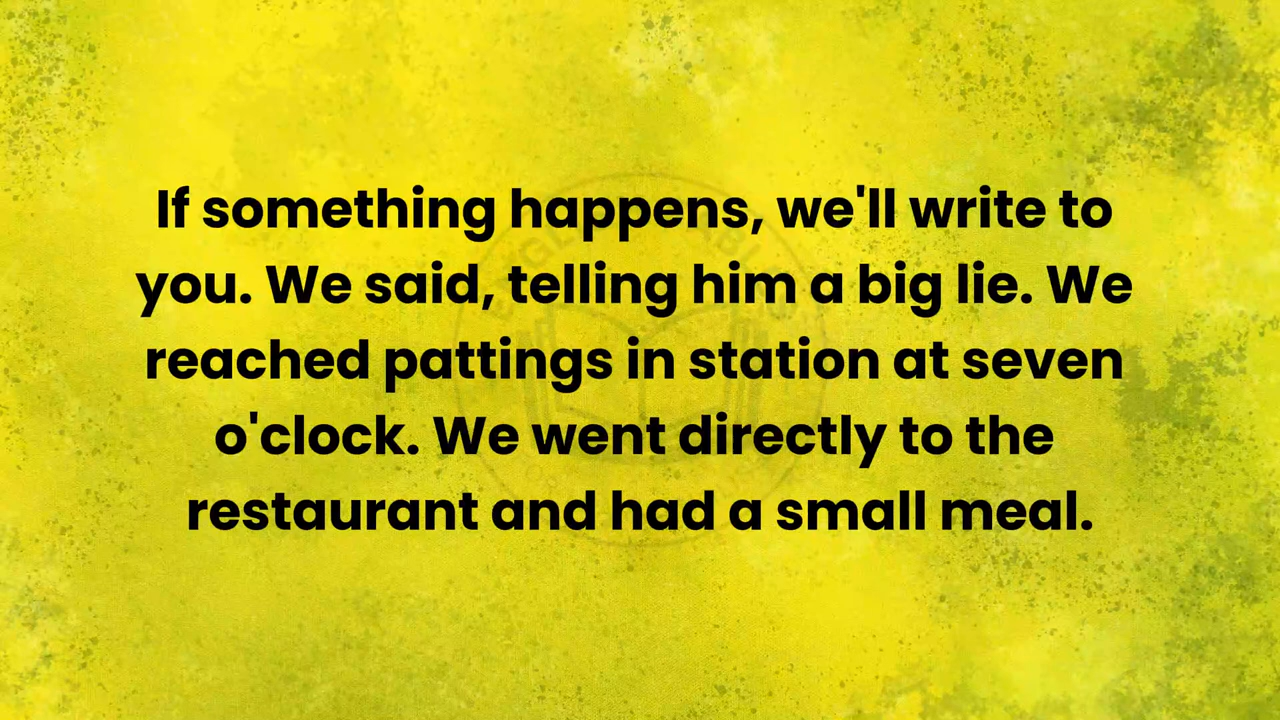 If something happens, we'll write to
you. We said, telling him a big lie. We
reached pattings in station at seven
o'clock. We went directly to the
restaurant and had a small meal.